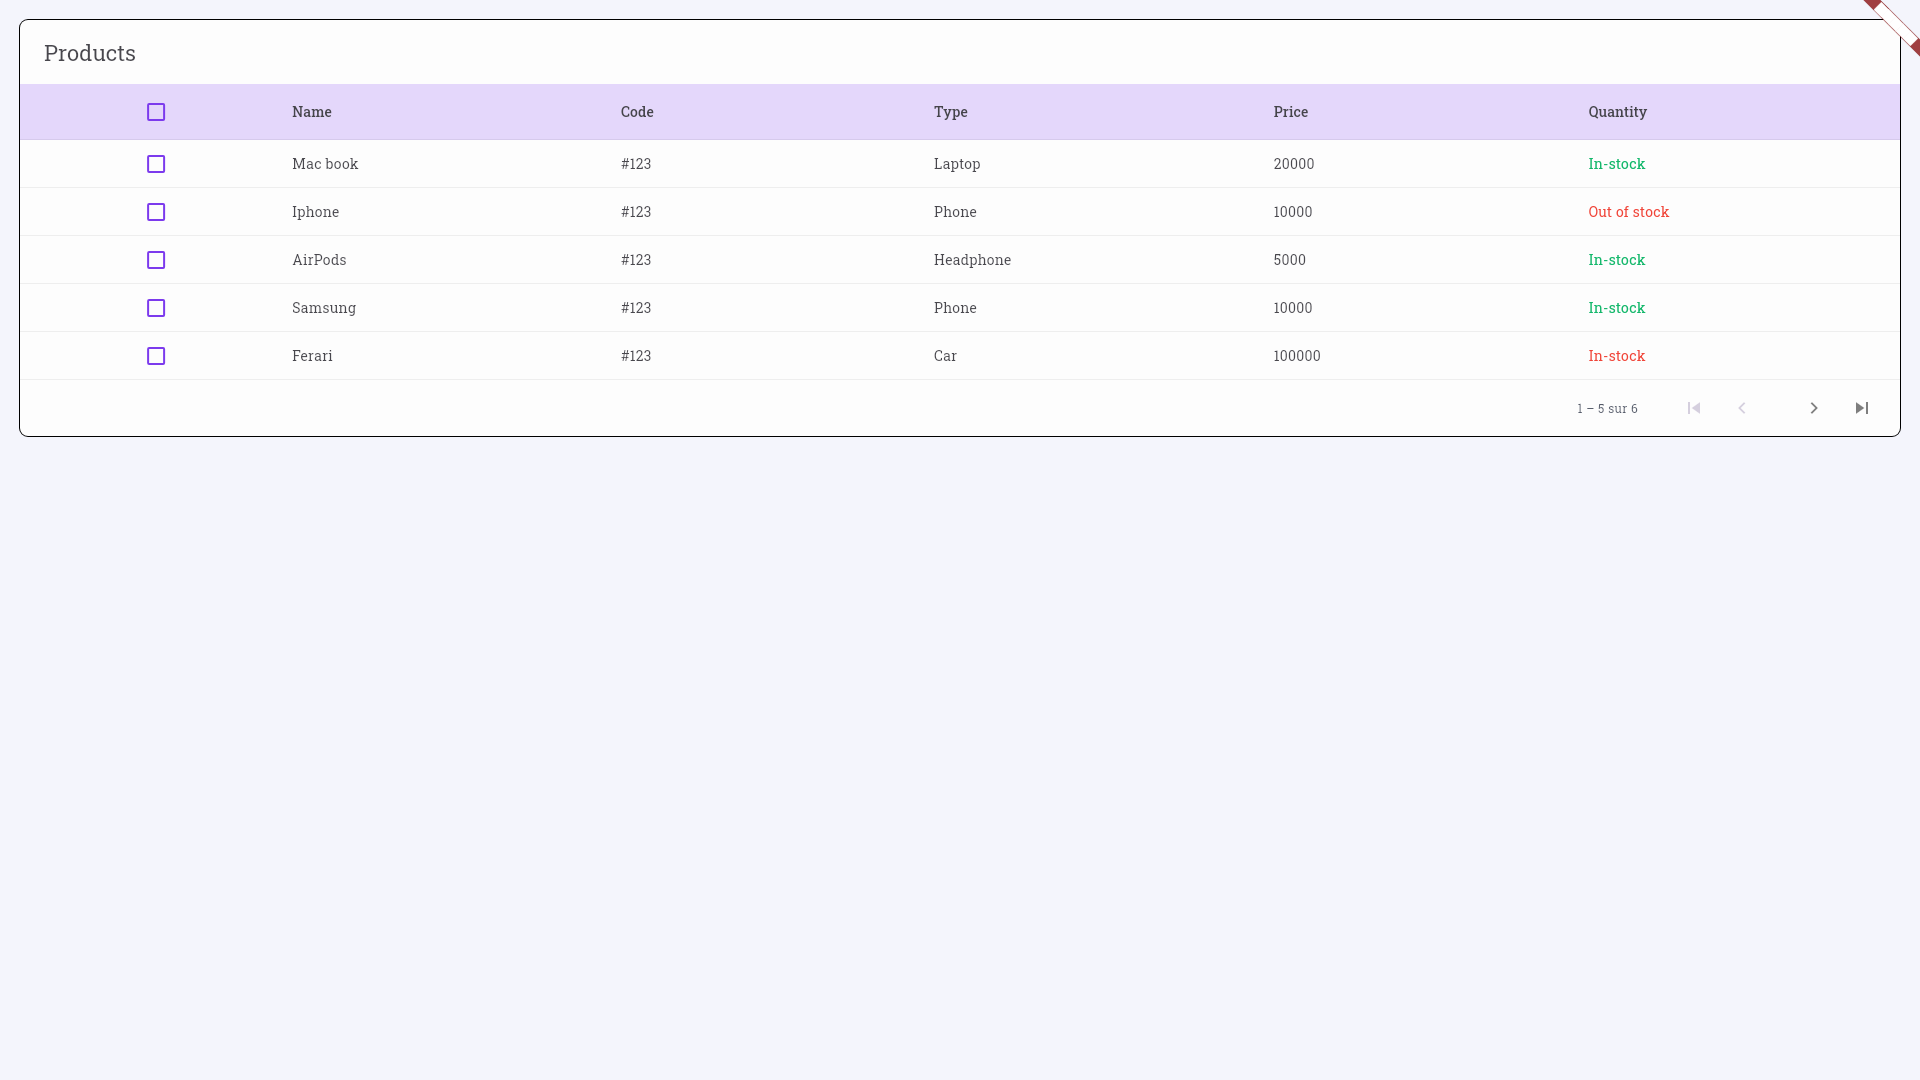 Products
Name Code Type Price Quantity
Mac book #123 Laptop 20000 In-stock
Iphone #123 Phone 10000 Out of stock
AirPods #123 Headphone 5000 In-stock
Samsung #123 Phone 10000 In-stock
Ferari #123 Car 100000 In-stock
1 – 5 sur 6